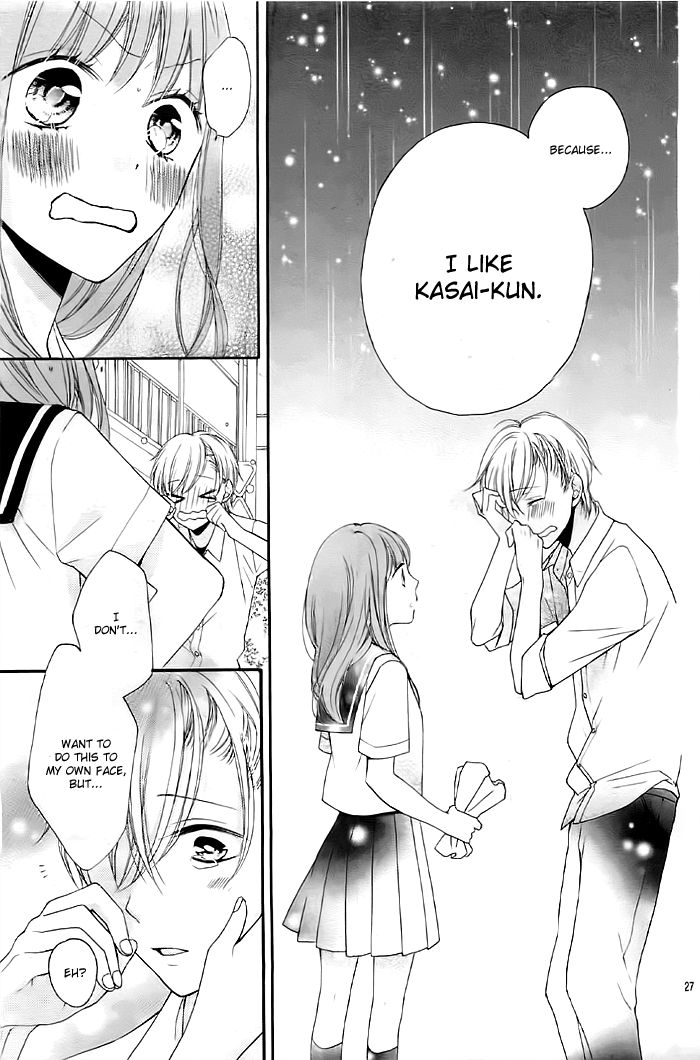 BECAUSE...
I LIKE
KASAI-KUN.
...
I
DON'T...
WANT TO
DO THIS TO
MY OWN FACE,
BUT...
EH?
27